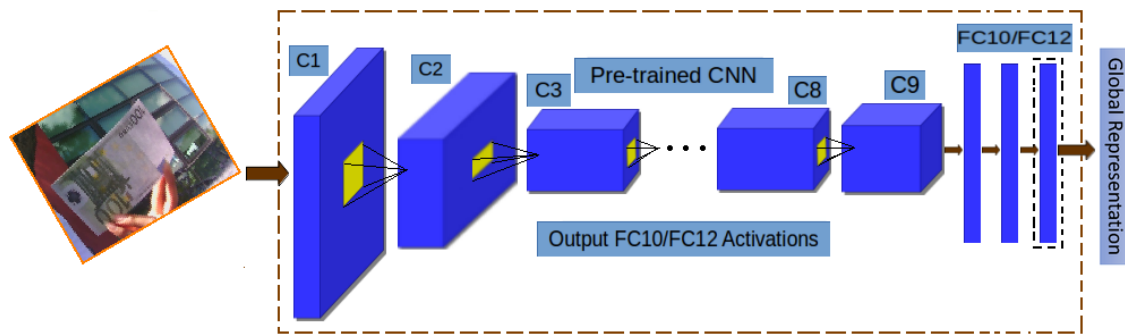 C1
C2
C3
Pre-trained CNN
C8
C9
FC10/FC12
Output FC10/FC12 Activations
Global Representation